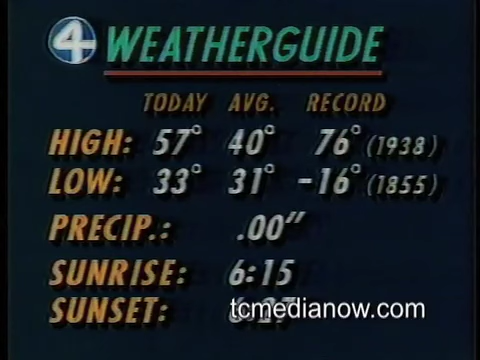 4 WEATHERGUIDE
TODAY AVG. RECORD
HIGH: 57° 40° 76° (1938)
LOW: 33° 31° -16° (1855)
PRECIP.: .00"
SUNRISE: 6:15
SUNSET: tcmedianow.com